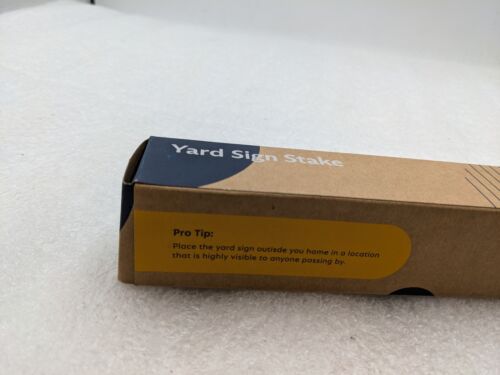 Yard Sign Stake
Pro Tip:
Place the yard sign outisde you home in a location
that is highly visible to anyone passing by.